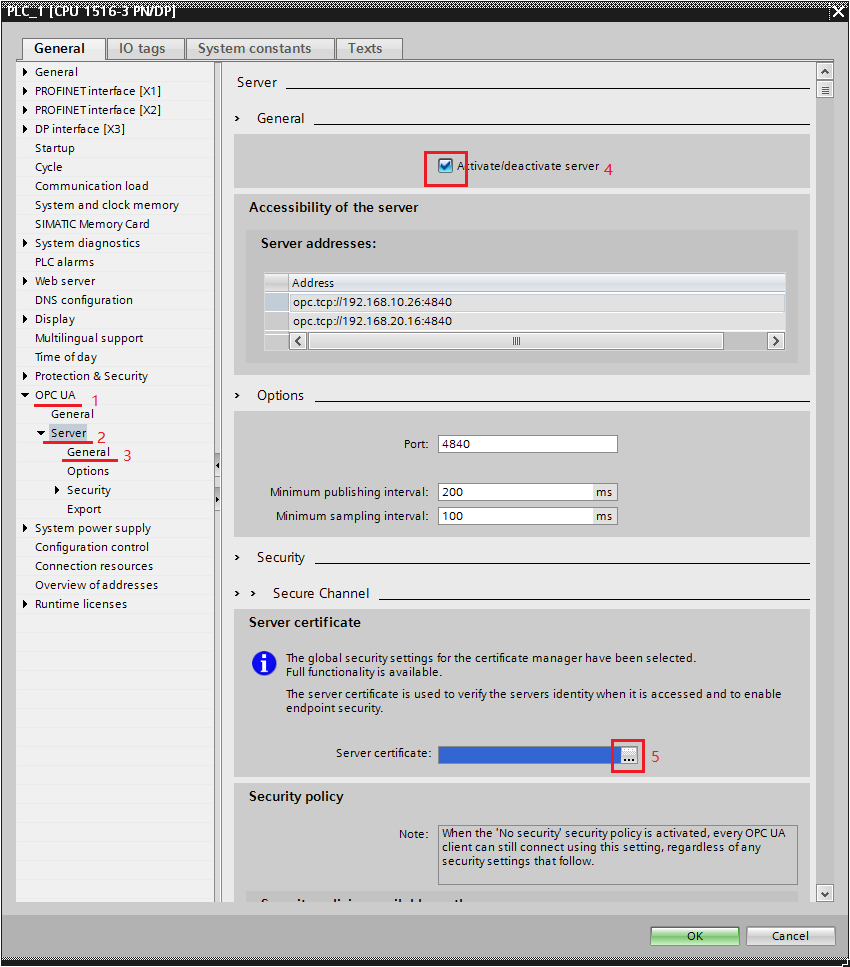 PLC_1 [CPU 1516-3 PN/DP]
General
IO tags
System constants
Texts
General
PROFINET interface [X1]
PROFINET interface [X2]
DP interface [X3]
Startup
Cycle
Communication load
System and clock memory
SIMATIC Memory Card
System diagnostics
PLC alarms
Web server
DNS configuration
Display
Multilingual support
Time of day
Protection & Security
OPC UA 1
General
Server 2
General 3
Options
Security
Export
System power supply
Configuration control
Connection resources
Overview of addresses
Runtime licenses
Server
General
Activate/deactivate server 4
Accessibility of the server
Server addresses:
Address
opc.tcp://192.168.10.26:4840
opc.tcp://192.168.20.16:4840
Options
Port: 4840
Minimum publishing interval: 200 ms
Minimum sampling interval: 100 ms
Security
Secure Channel
Server certificate
The global security settings for the certificate manager have been selected.
Full functionality is available.
The server certificate is used to verify the servers identity when it is accessed and to enable
endpoint security.
Server certificate: ... 5
Security policy
Note: When the 'No security' security policy is activated, every OPC UA
client can still connect using this setting, regardless of any
security settings that follow.
OK
Cancel